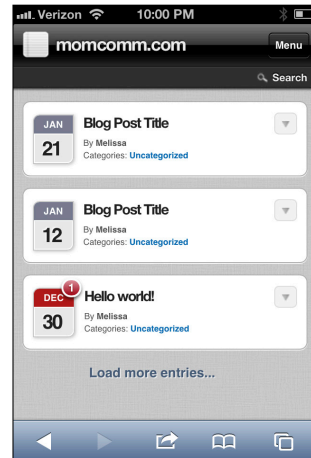 Verizon 10:00 PM
momcomm.com Menu
Search
JAN
21
Blog Post Title
By Melissa
Categories: Uncategorized
JAN
12
Blog Post Title
By Melissa
Categories: Uncategorized
DEC 1
30
Hello world!
By Melissa
Categories: Uncategorized
Load more entries...